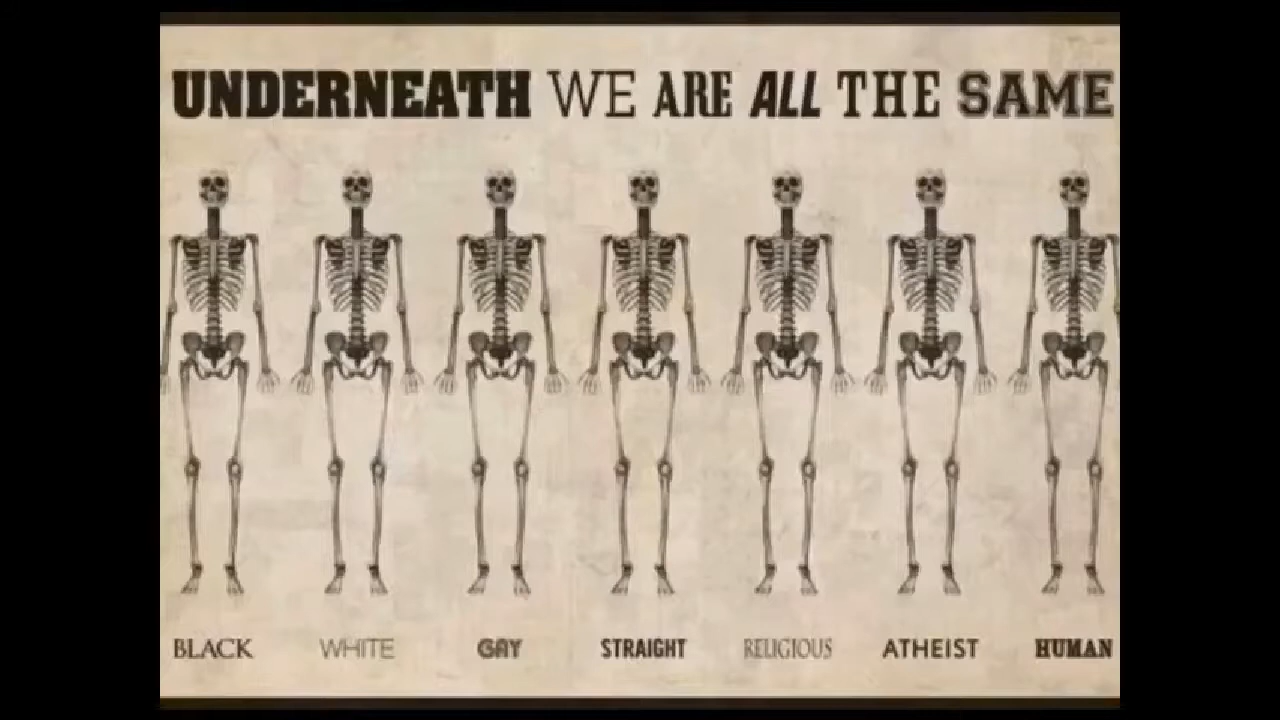 UNDERNEATH WE ARE ALL THE SAME
BLACK WHITE GAY STRAIGHT RELIGIOUS ATHEIST HUMAN